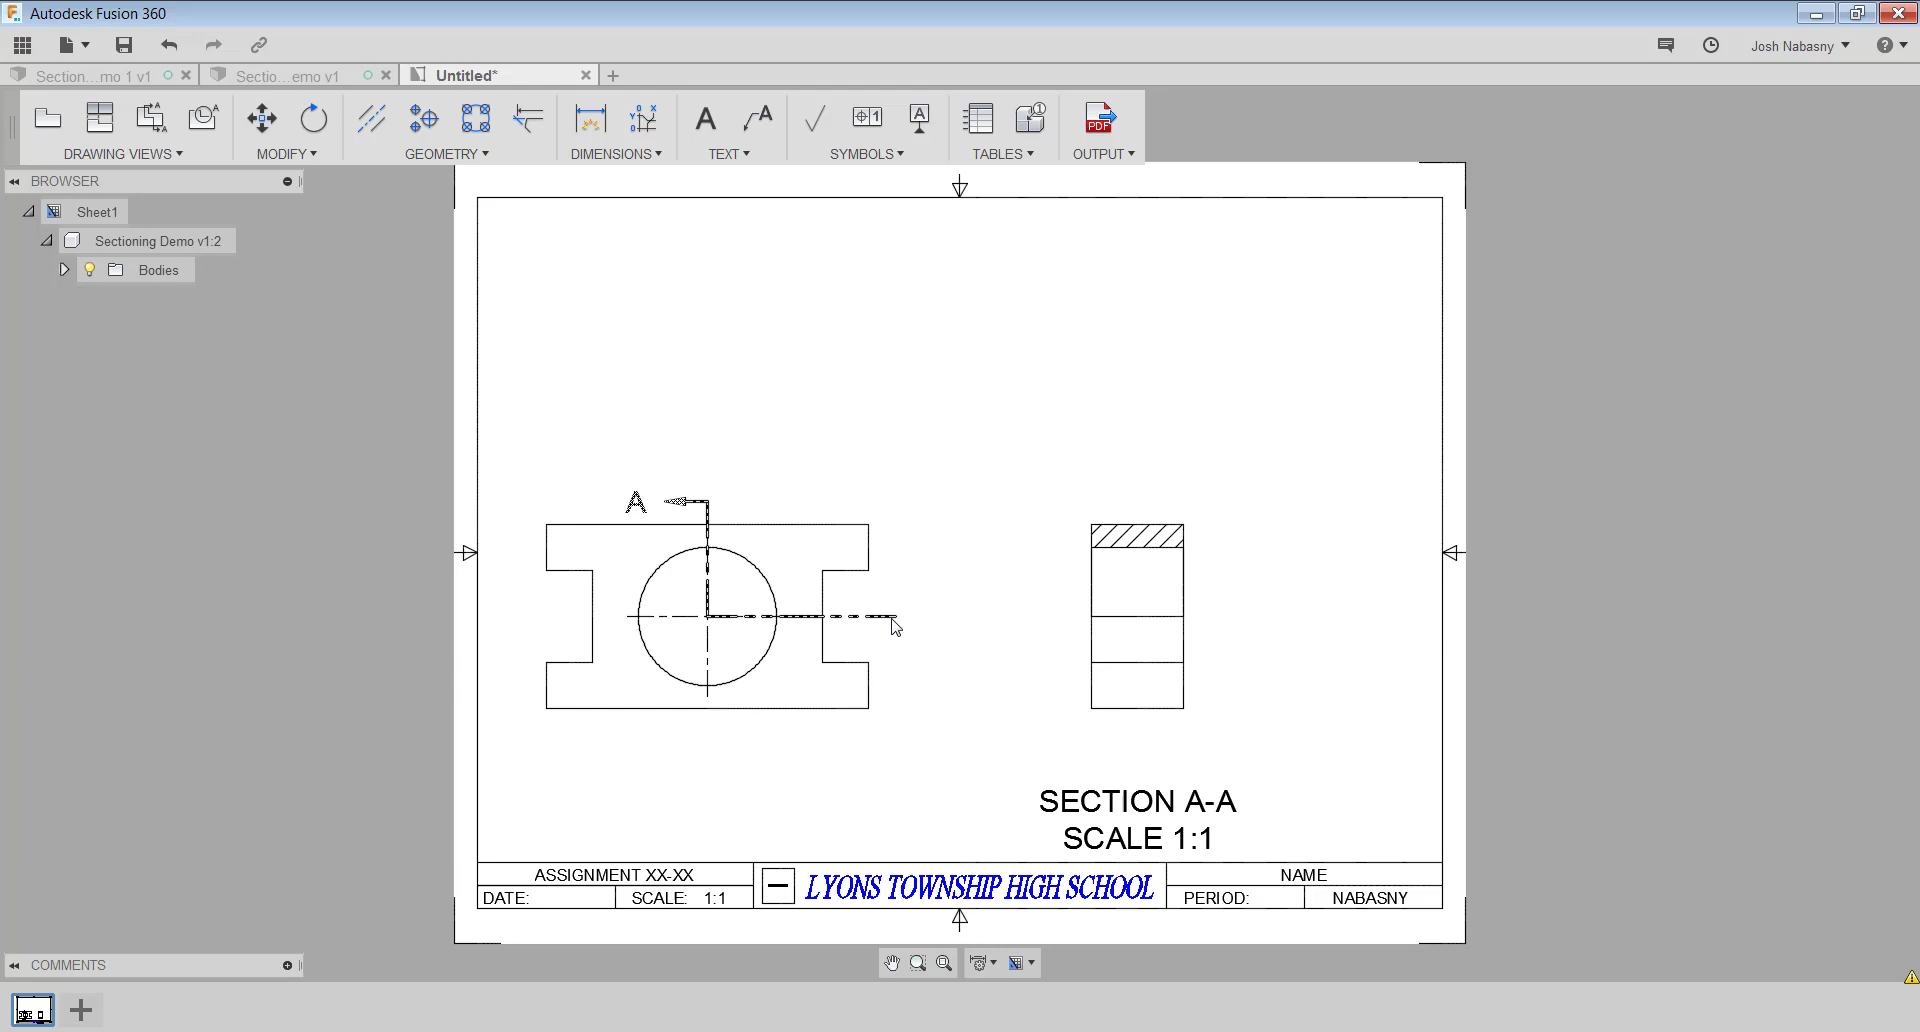 Autodesk Fusion 360
Josh Nabasny
Section...mo 1 v1
Sectio...emo v1
Untitled*
DRAWING VIEWS
MODIFY
GEOMETRY
DIMENSIONS
TEXT
SYMBOLS
TABLES
OUTPUT
BROWSER
Sheet1
Sectioning Demo v1:2
Bodies
A
SECTION A-A
SCALE 1:1
ASSIGNMENT XX-XX
DATE:
SCALE: 1:1
LYONS TOWNSHIP HIGH SCHOOL
NAME
PERIOD:
NABASNY
COMMENTS